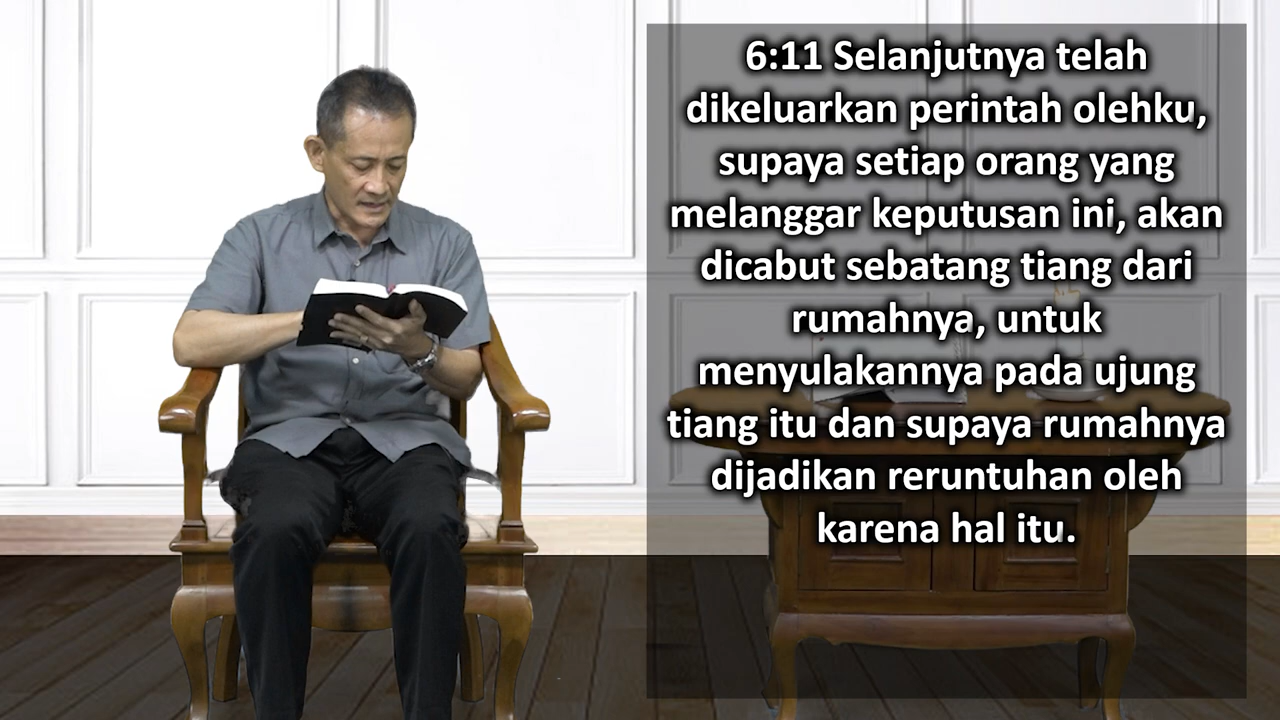 6:11 Selanjutnya telah
dikeluarkan perintah olehku,
supaya setiap orang yang
melanggar keputusan ini, akan
dicabut sebatang tiang dari
rumahnya, untuk
menyulakannya pada ujung
tiang itu dan supaya rumahnya
dijadikan reruntuhan oleh
karena hal itu.